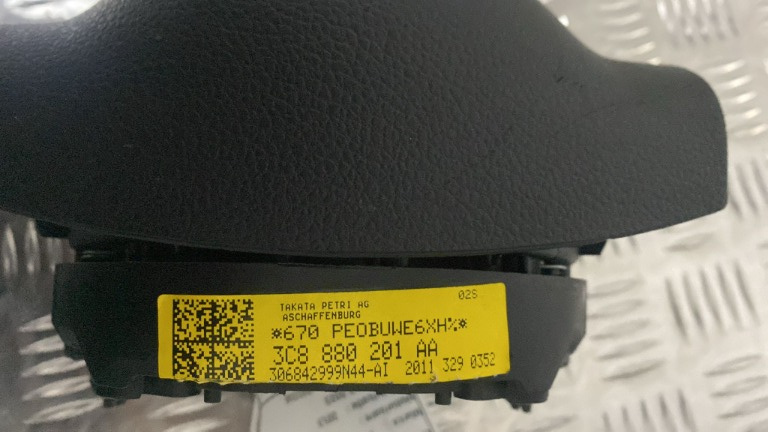 TAKATA PETRI AG 02S
ASCHAFFENBURG
*670 PEOBUWE6XH%*
3C8 880 201 AA
306842999N44-AI 2011 329 0352